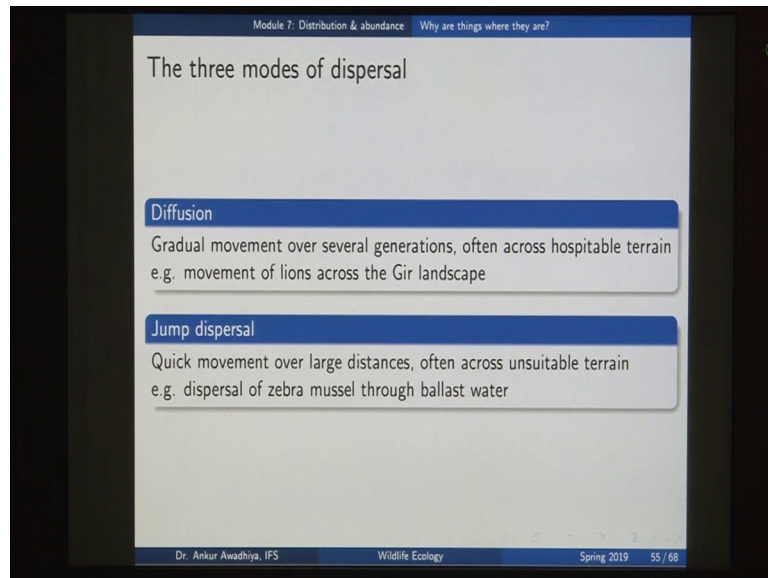 Module 7: Distribution & abundance Why are things where they are?
The three modes of dispersal
Diffusion
Gradual movement over several generations, often across hospitable terrain
e.g. movement of lions across the Gir landscape
Jump dispersal
Quick movement over large distances, often across unsuitable terrain
e.g. dispersal of zebra mussel through ballast water
Dr. Ankur Awadhiya, IFS Wildlife Ecology Spring 2019 55 / 68